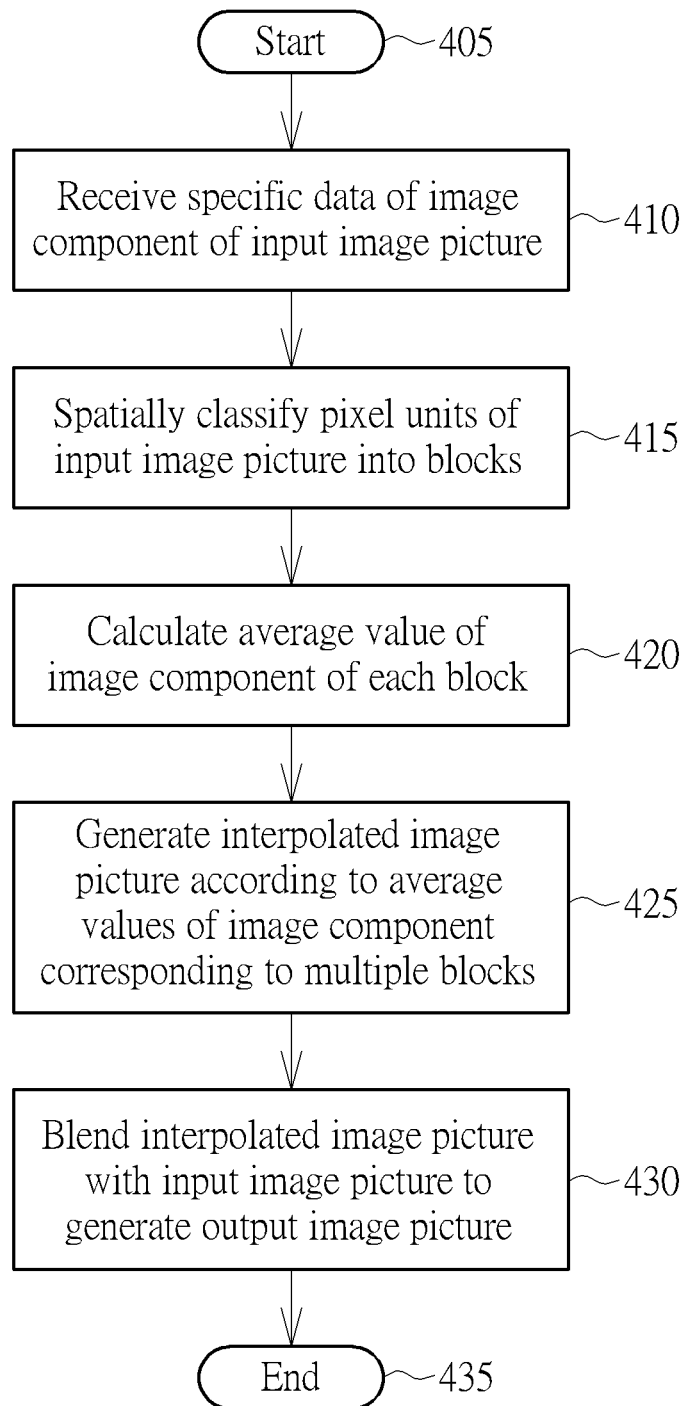 Start
405
Receive specific data of image
component of input image picture
410
Spatially classify pixel units of
input image picture into blocks
415
Calculate average value of
image component of each block
420
Generate interpolated image
picture according to average
values of image component
corresponding to multiple blocks
425
Blend interpolated image picture
with input image picture to
generate output image picture
430
End
435